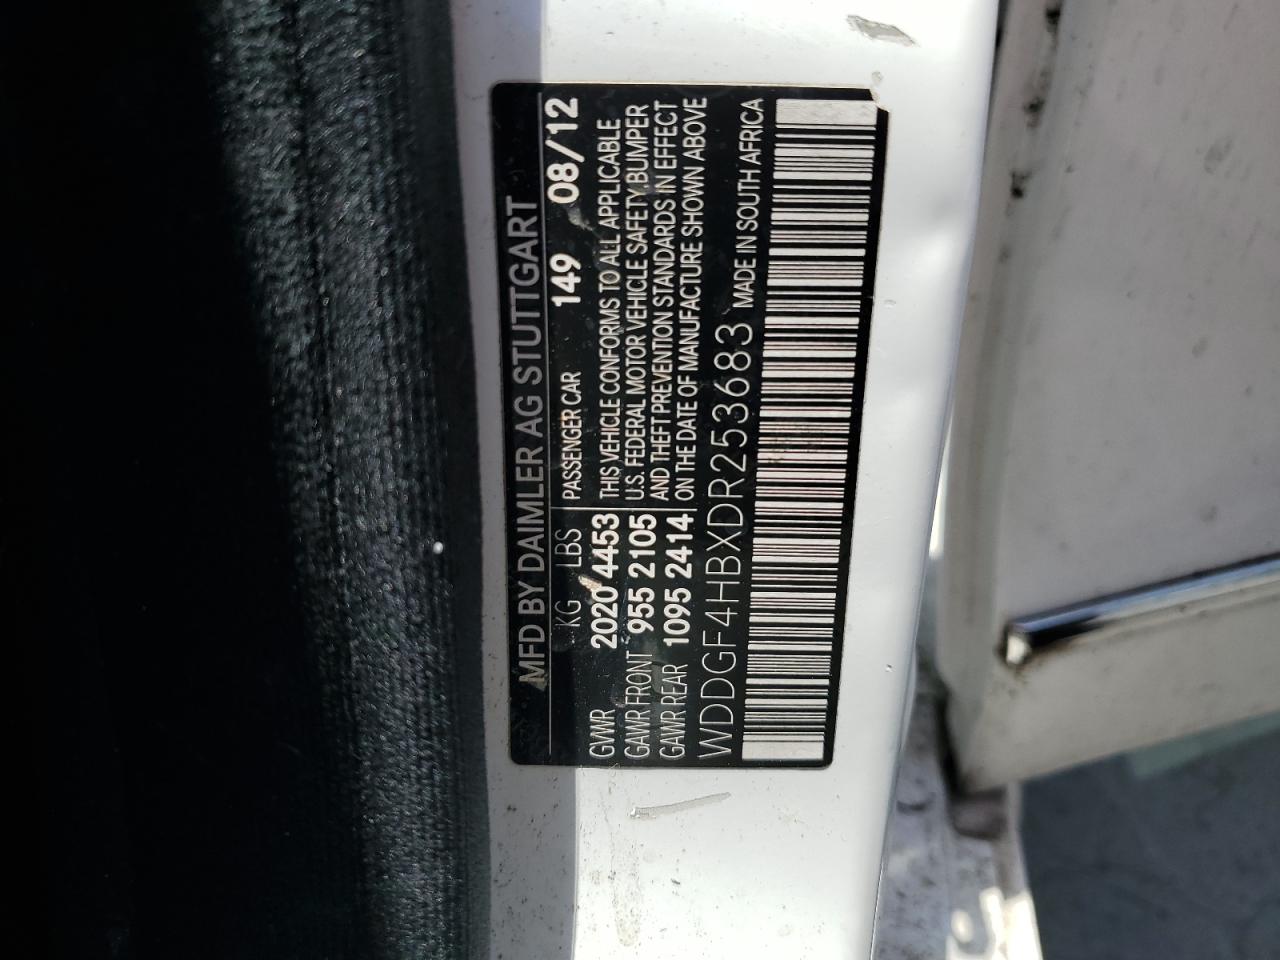 MFD BY DAIMLER AG STUTTGART
KG LBS PASSENGER CAR 149 08/12
GVWR 2020 4453 THIS VEHICLE CONFORMS TO ALL APPLICABLE
GAWR FRONT 955 2105 U.S. FEDERAL MOTOR VEHICLE SAFETY, BUMPER
GAWR REAR 1095 2414 AND THEFT PREVENTION STANDARDS IN EFFECT
ON THE DATE OF MANUFACTURE SHOWN ABOVE
WDDGF4HBXDR253683 MADE IN SOUTH AFRICA